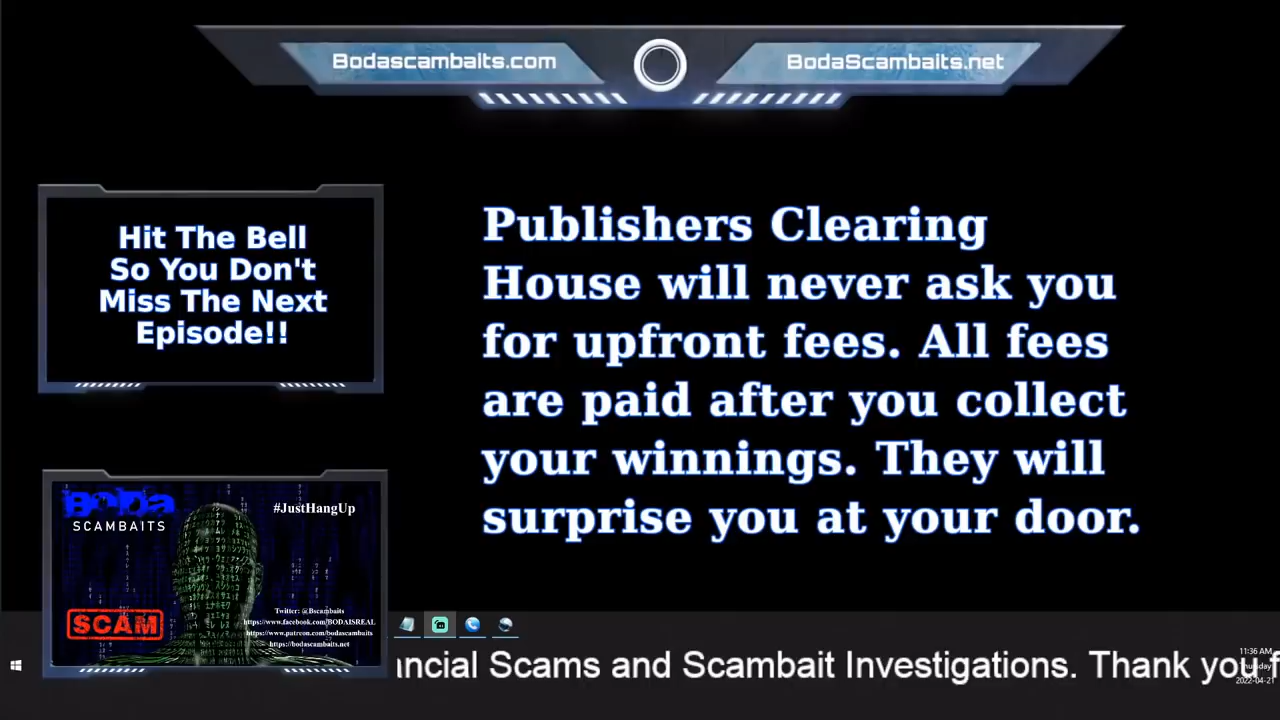 Bodascambaits.com
BodaScambaits.net
Hit The Bell
So You Don't
Miss The Next
Episode!!
Publishers Clearing
House will never ask you
for upfront fees. All fees
are paid after you collect
your winnings. They will
surprise you at your door.
BODa
SCAMBAITS
#JustHangUp
SCAM
Twitter: @Bscambaits
https://www.facebook.com/BODAISREAL
https://www.patreon.com/bodascambaits
https://bodascambaits.net
ancial Scams and Scambait Investigations. Thank you f
11:36 AM
Thursday
2022-04-21